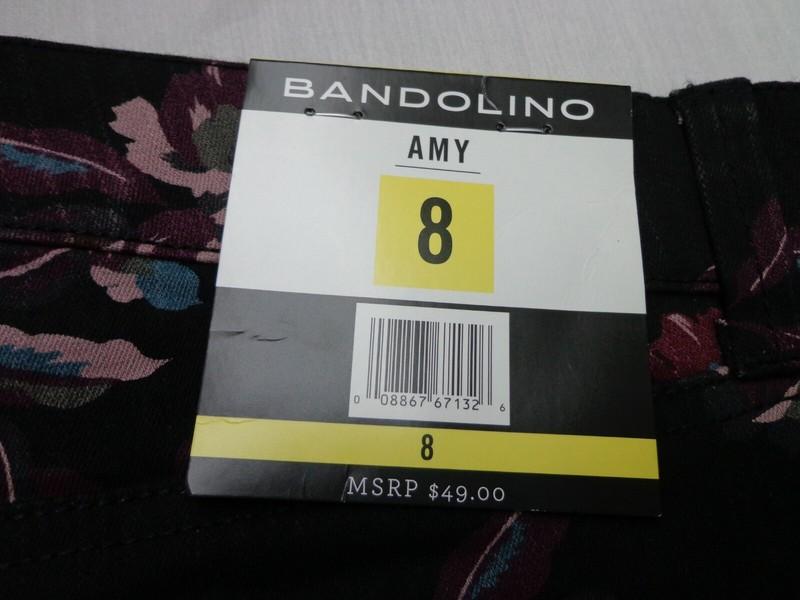 BANDOLINO
AMY
8
0 08867 67132 6
8
MSRP $49.00